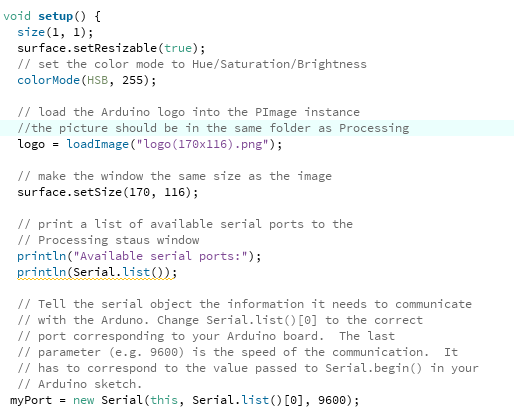 void setup() {
  size(1, 1);
  surface.setResizable(true);
  // set the color mode to Hue/Saturation/Brightness
  colorMode(HSB, 255);

  // load the Arduino logo into the PImage instance
  //the picture should be in the same folder as Processing
  logo = loadImage("logo(170x116).png");

  // make the window the same size as the image
  surface.setSize(170, 116);

  // print a list of available serial ports to the
  // Processing staus window
  println("Available serial ports:");
  println(Serial.list());

  // Tell the serial object the information it needs to communicate
  // with the Arduno. Change Serial.list()[0] to the correct
  // port corresponding to your Arduino board.  The last
  // parameter (e.g. 9600) is the speed of the communication.  It
  // has to correspond to the value passed to Serial.begin() in your
  // Arduino sketch.
 myPort = new Serial(this, Serial.list()[0], 9600);